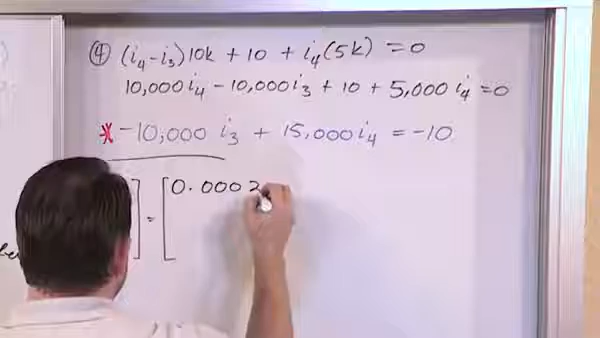 ④ (i₄-i₃)10k + 10 + i₄(5k) = 0
10,000 i₄ - 10,000 i₃ + 10 + 5,000 i₄ = 0
* -10,000 i₃ + 15,000 i₄ = -10
] = [ 0.0002